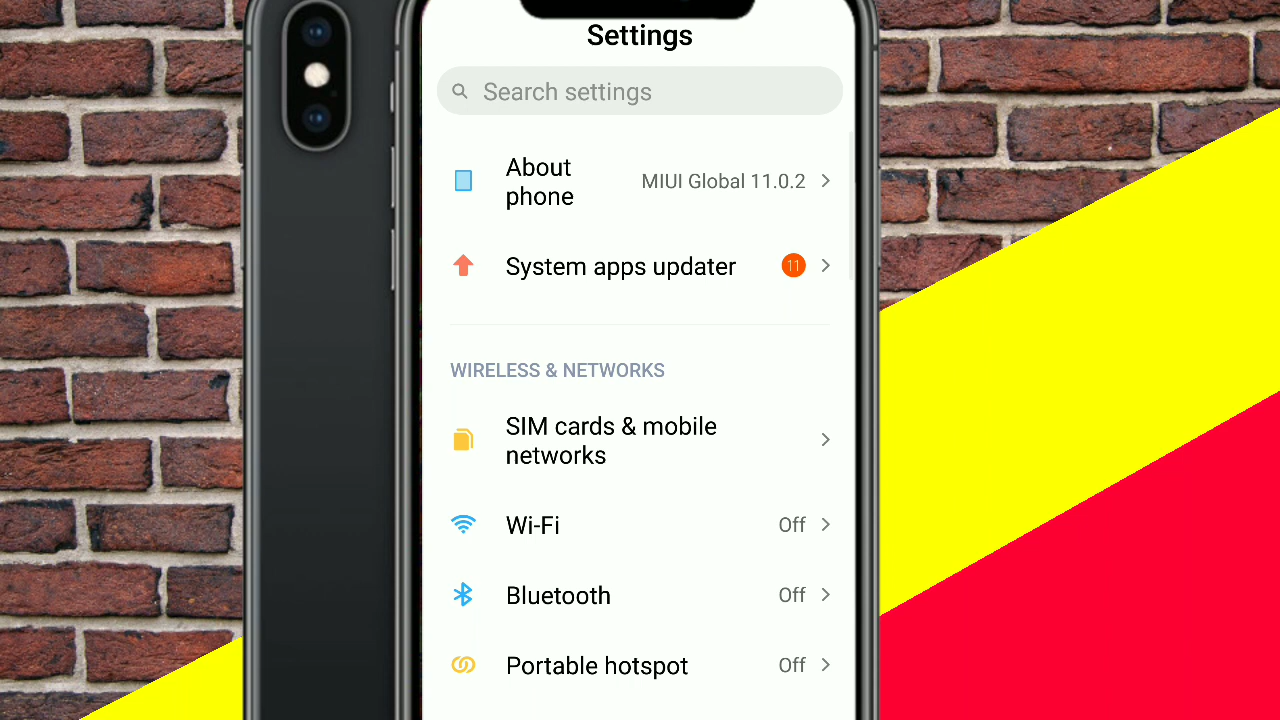 Settings
Search settings
About
phone
MIUI Global 11.0.2
System apps updater
11
WIRELESS & NETWORKS
SIM cards & mobile
networks
Wi-Fi
Off
Bluetooth
Off
Portable hotspot
Off